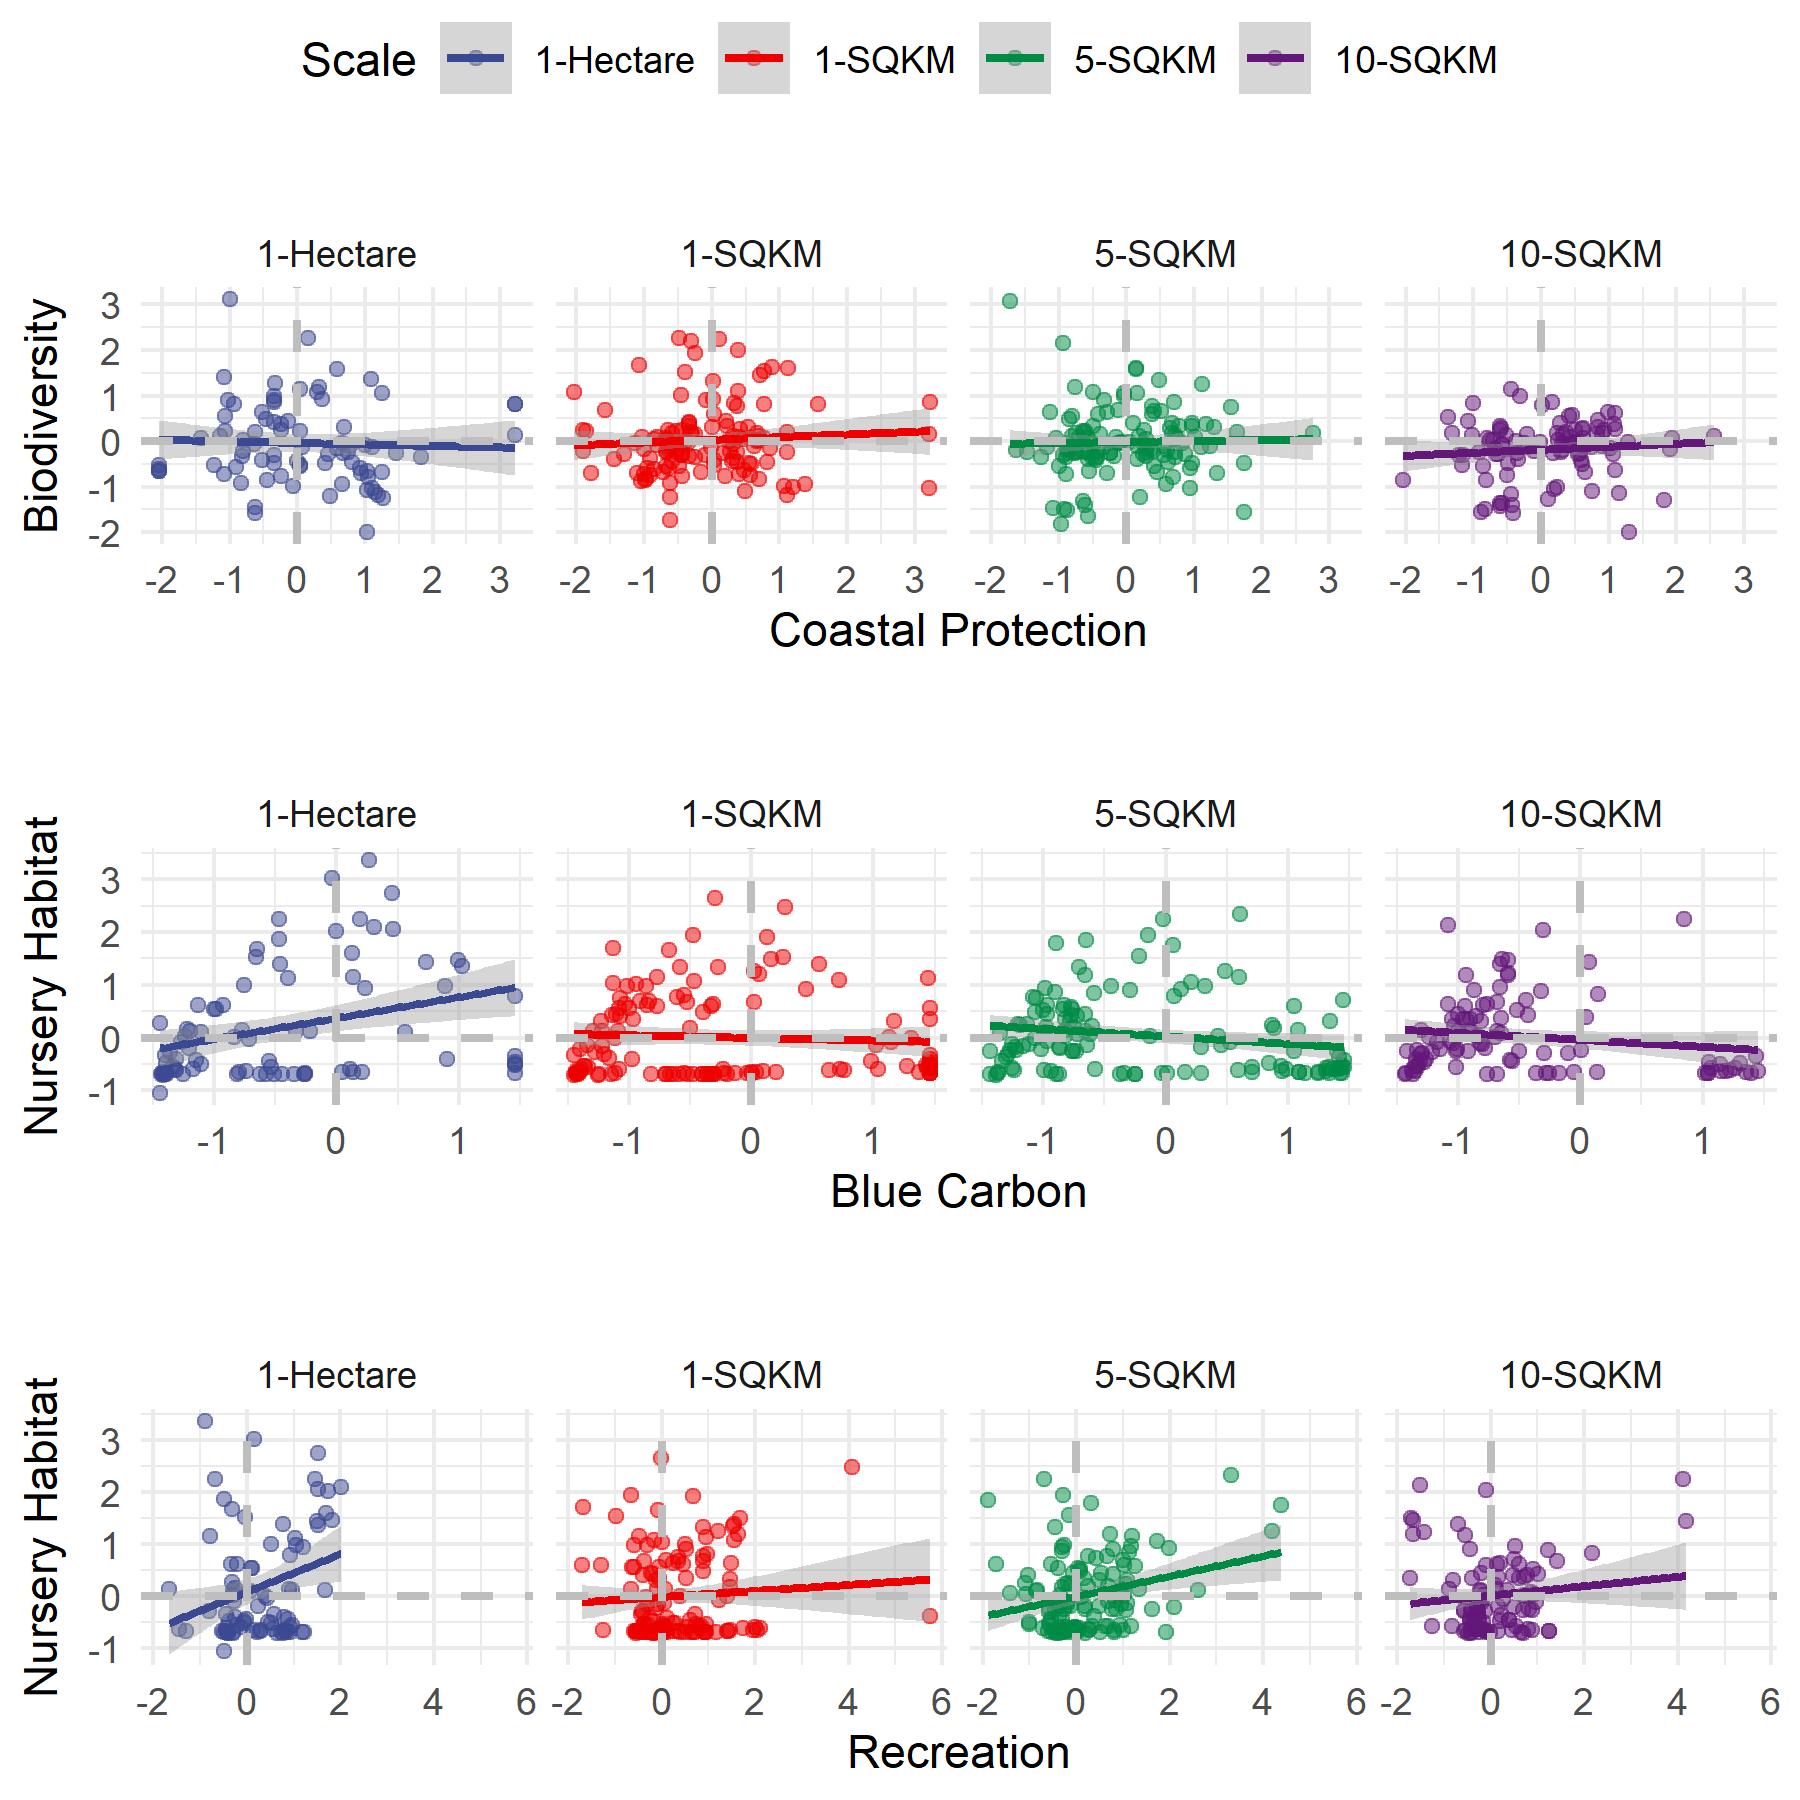 Scale 1-Hectare 1-SQKM 5-SQKM 10-SQKM
1-Hectare 1-SQKM 5-SQKM 10-SQKM
Biodiversity
3
2
1
0
-1
-2
-2 -1 0 1 2 3 -2 -1 0 1 2 3 -2 -1 0 1 2 3 -2 -1 0 1 2 3
Coastal Protection
1-Hectare 1-SQKM 5-SQKM 10-SQKM
Nursery Habitat
3
2
1
0
-1
-1 0 1 -1 0 1 -1 0 1 -1 0 1
Blue Carbon
1-Hectare 1-SQKM 5-SQKM 10-SQKM
Nursery Habitat
3
2
1
0
-1
-2 0 2 4 6 -2 0 2 4 6 -2 0 2 4 6 -2 0 2 4 6
Recreation